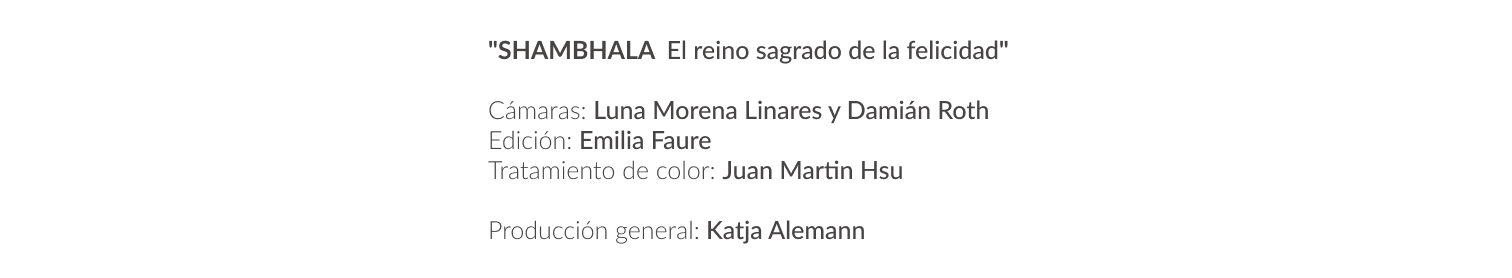 "SHAMBHALA  El reino sagrado de la felicidad"
Cámaras: Luna Morena Linares y Damián Roth
Edición: Emilia Faure
Tratamiento de color: Juan Martin Hsu
Producción general: Katja Alemann